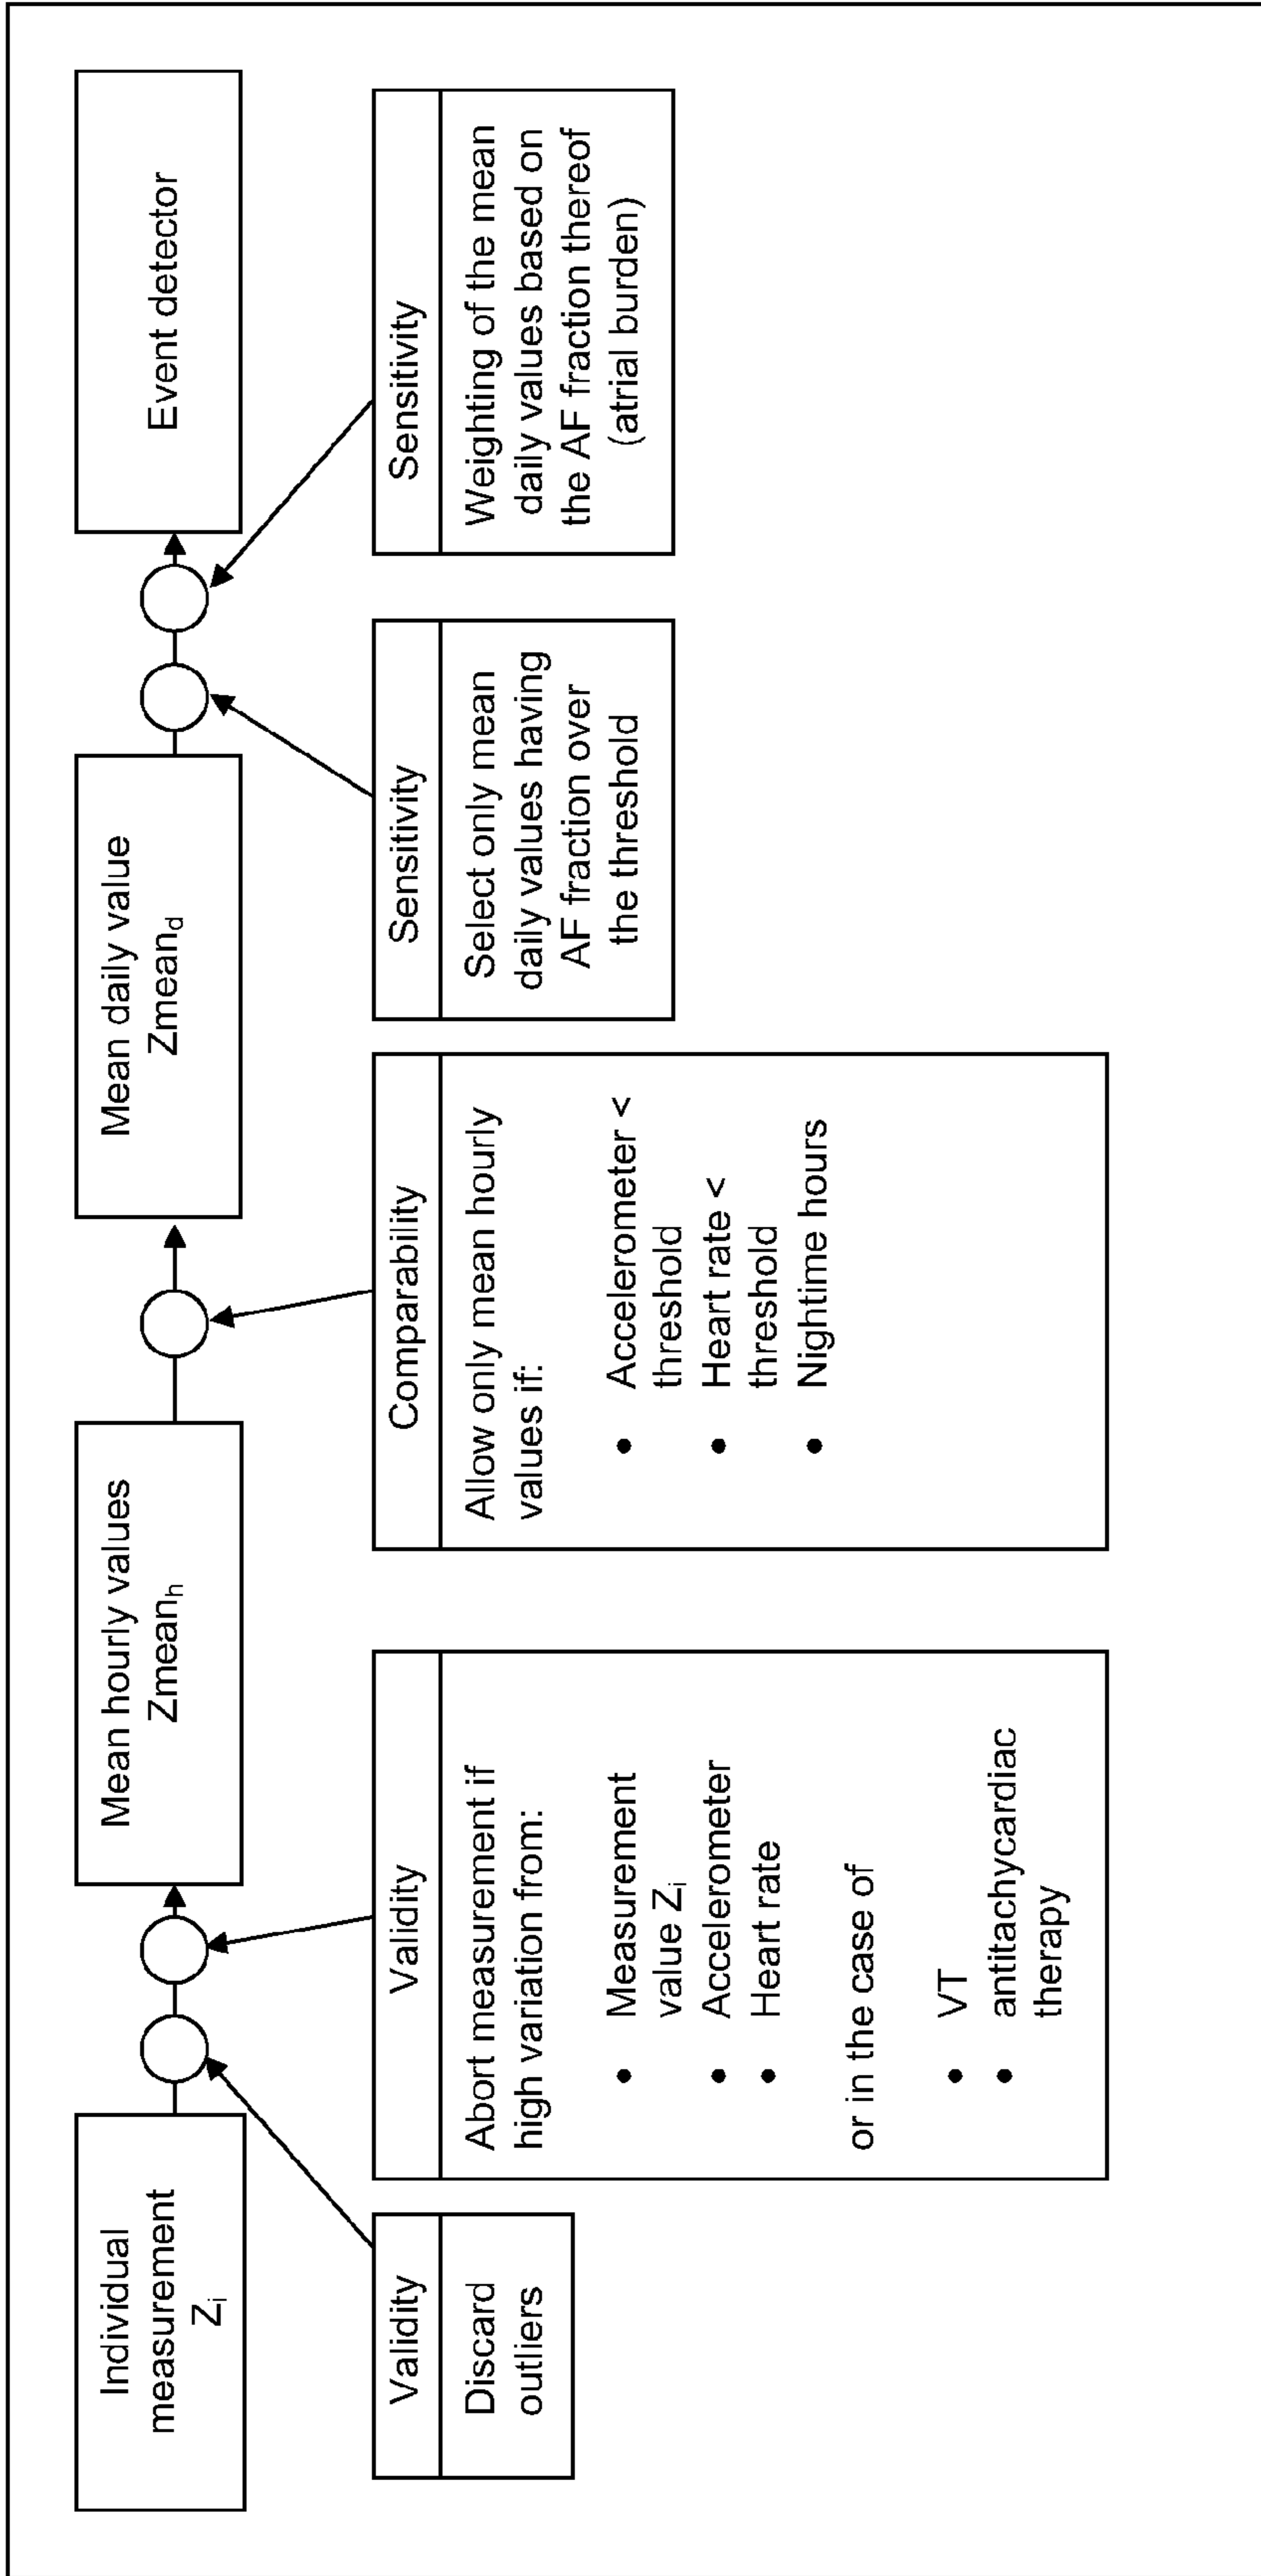 Individual
measurement
Zᵢ
Mean hourly values
Zmeanₕ
Mean daily value
Zmean_d
Event detector
Validity
Discard
outliers
Validity
Abort measurement if
high variation from:
• Measurement
value Zᵢ
• Accelerometer
• Heart rate
or in the case of
• VT
• antitachycardiac
therapy
Comparability
Allow only mean hourly
values if:
• Accelerometer <
threshold
• Heart rate <
threshold
• Nightime hours
Sensitivity
Select only mean
daily values having
AF fraction over
the threshold
Sensitivity
Weighting of the mean
daily values based on
the AF fraction thereof
(atrial burden)